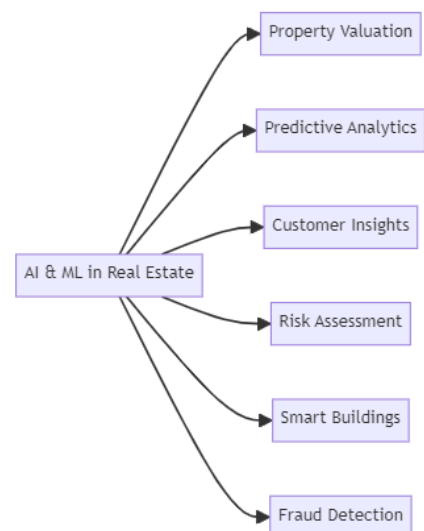 Property Valuation
Predictive Analytics
Customer Insights
AI & ML in Real Estate
Risk Assessment
Smart Buildings
Fraud Detection